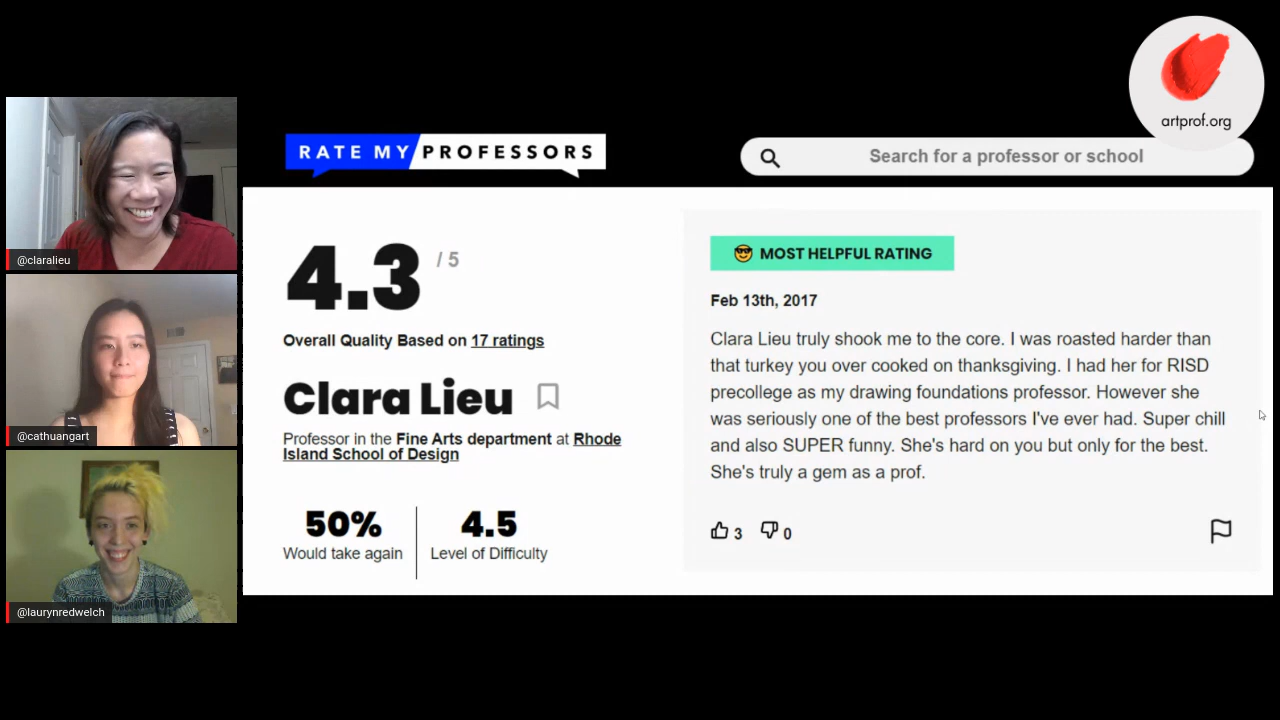 artprof.org
RATE MY PROFESSORS
Search for a professor or school
@claralieu
@cathuangart
@laurynredwelch
4.3 / 5
Overall Quality Based on 17 ratings
Clara Lieu
Professor in the Fine Arts department at Rhode
Island School of Design
50%
Would take again
4.5
Level of Difficulty
😎 MOST HELPFUL RATING
Feb 13th, 2017
Clara Lieu truly shook me to the core. I was roasted harder than
that turkey you over cooked on thanksgiving. I had her for RISD
precollege as my drawing foundations professor. However she
was seriously one of the best professors I've ever had. Super chill
and also SUPER funny. She's hard on you but only for the best.
She's truly a gem as a prof.
3 0